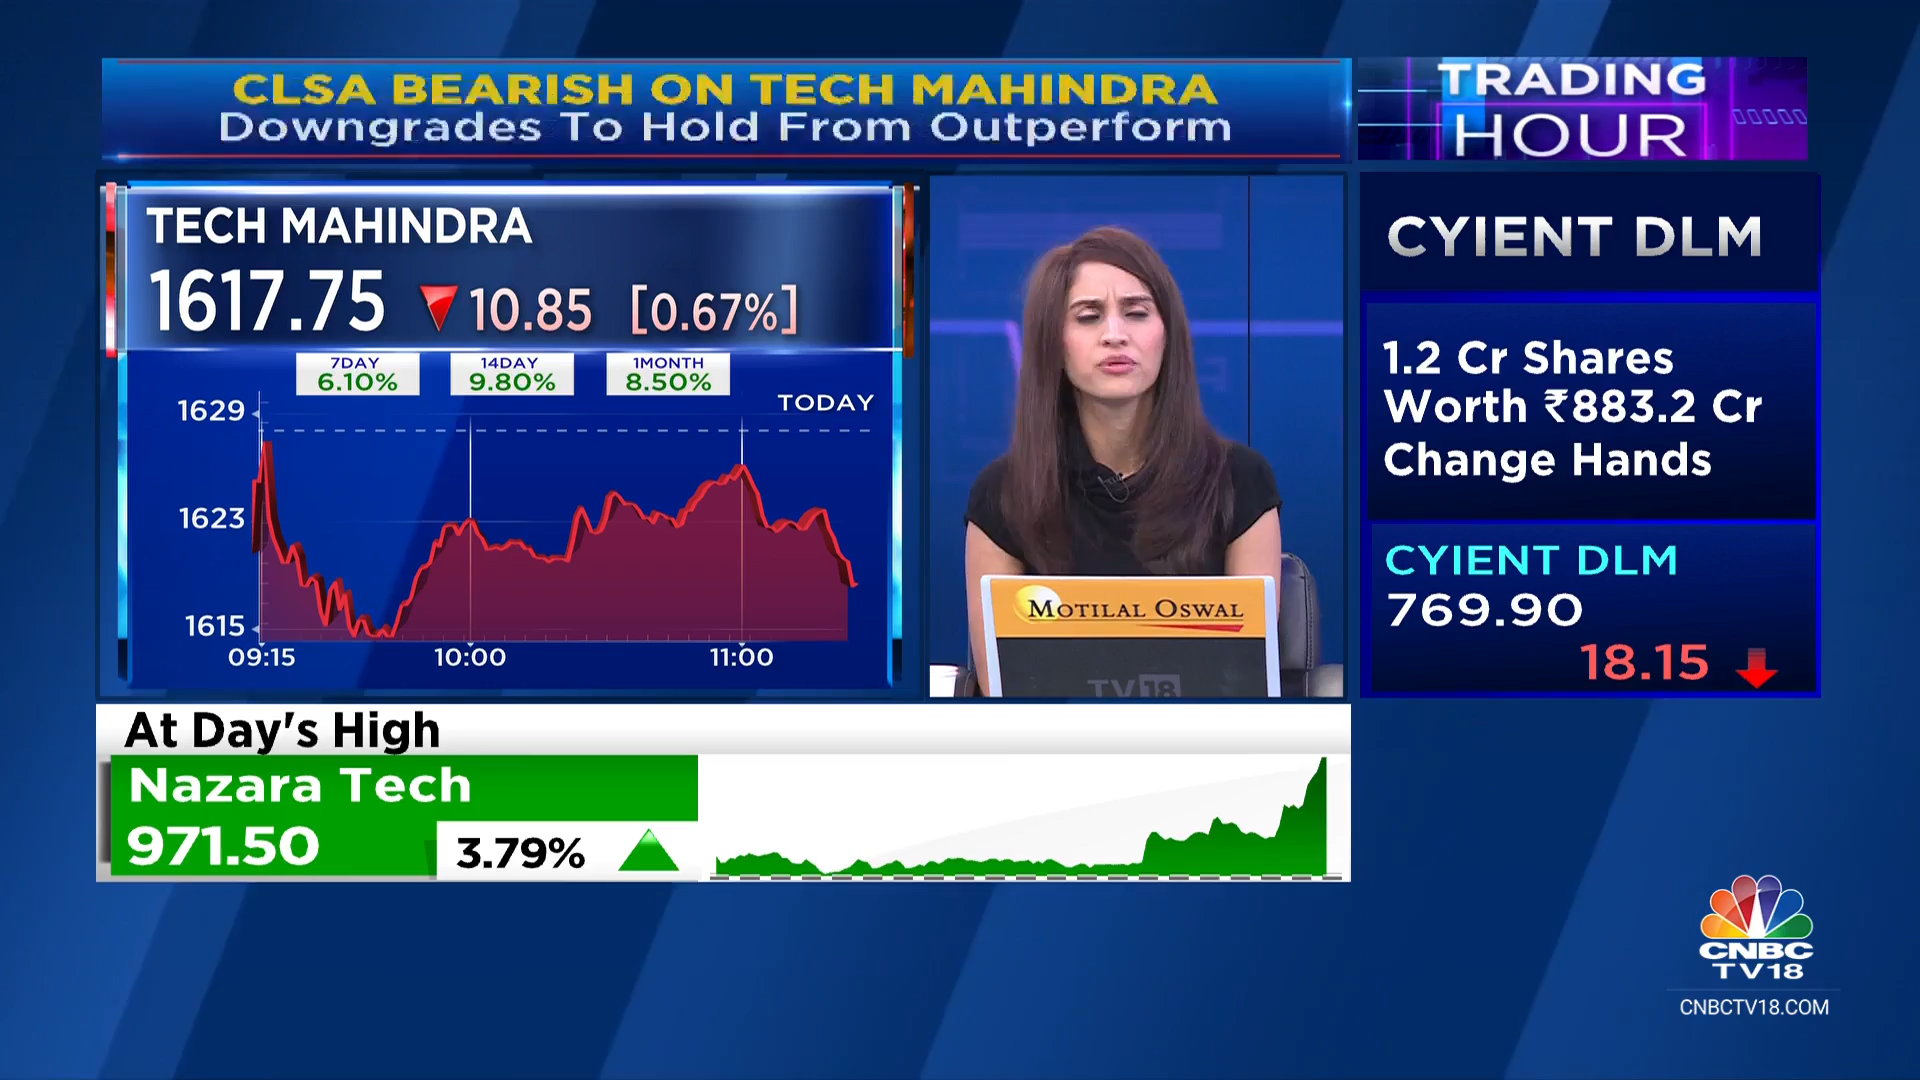 CLSA BEARISH ON TECH MAHINDRA
Downgrades To Hold From Outperform
TRADING
HOUR
TECH MAHINDRA
1617.75 10.85 [0.67%]
7DAY
6.10%
14DAY
9.80%
1MONTH
8.50%
TODAY
1629
1623
1615
09:15 10:00 11:00
MOTILAL OSWAL
TV18
CYIENT DLM
1.2 Cr Shares
Worth ₹883.2 Cr
Change Hands
CYIENT DLM
769.90
18.15
At Day's High
Nazara Tech
971.50
3.79%
CNBC
TV18
CNBCTV18.COM